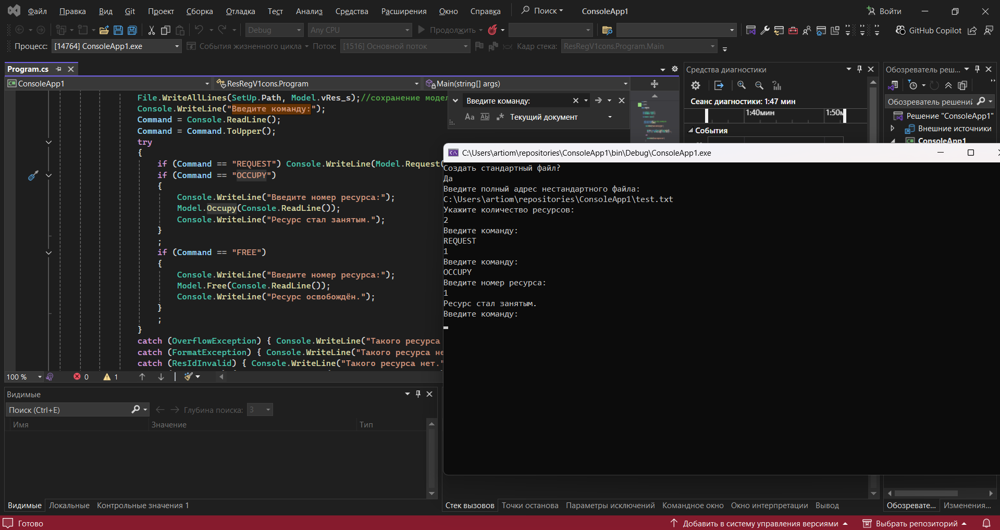 Файл Правка Вид Git Проект Сборка Отладка Тест Анализ Средства Расширения Окно Справка Поиск ConsoleApp1 Войти
Debug Any CPU Продолжить GitHub Copilot
Процесс: [14764] ConsoleApp1.exe События жизненного цикла Поток: [1516] Основной поток Кадр стека: ResRegV1cons.Program.Main
Program.cs
ConsoleApp1 ResRegV1cons.Program Main(string[] args)
File.WriteAllLines(SetUp.Path, Model.vRes_s);//сохранение модел
Console.WriteLine("Введите команду:");
Command = Console.ReadLine();
Command = Command.ToUpper();
try
{
if (Command == "REQUEST") Console.WriteLine(Model.Request(
if (Command == "OCCUPY")
{
Console.WriteLine("Введите номер ресурса:");
Model.Occupy(Console.ReadLine());
Console.WriteLine("Ресурс стал занятым.");
}
;
if (Command == "FREE")
{
Console.WriteLine("Введите номер ресурса:");
Model.Free(Console.ReadLine());
Console.WriteLine("Ресурс освобождён.");
}
;
}
catch (OverflowException) { Console.WriteLine("Такого ресурса
catch (FormatException) { Console.WriteLine("Такого ресурса не
catch (ResIdInvalid) { Console.WriteLine("Такого ресурса нет."
Введите команду:
Aa Abl .* Текущий документ
100 % 0 1
Средства диагностики
Сеанс диагностики: 1:47 мин
1:40мин 1:50м
События
Обозреватель реш...
Обозреватель решений
Решение "ConsoleApp1"
Внешние источники
ConsoleApp1
C:\Users\artiom\repositories\ConsoleApp1\bin\Debug\ConsoleApp1.exe
Создать стандартный файл?
Да
Введите полный адрес нестандартного файла:
C:\Users\artiom\repositories\ConsoleApp1\test.txt
Укажите количество ресурсов:
2
Введите команду:
REQUEST
1
Введите команду:
OCCUPY
Введите номер ресурса:
1
Ресурс стал занятым.
Введите команду:
Видимые
Поиск (Ctrl+E) Глубина поиска: 3
Имя Значение Тип
Видимые Локальные Контрольные значения 1
Стек вызовов Точки останова Параметры исключений Командное окно Окно интерпретации Вывод
Обозревате... Изменения...
Готово Добавить в систему управления версиями Выбрать репозиторий